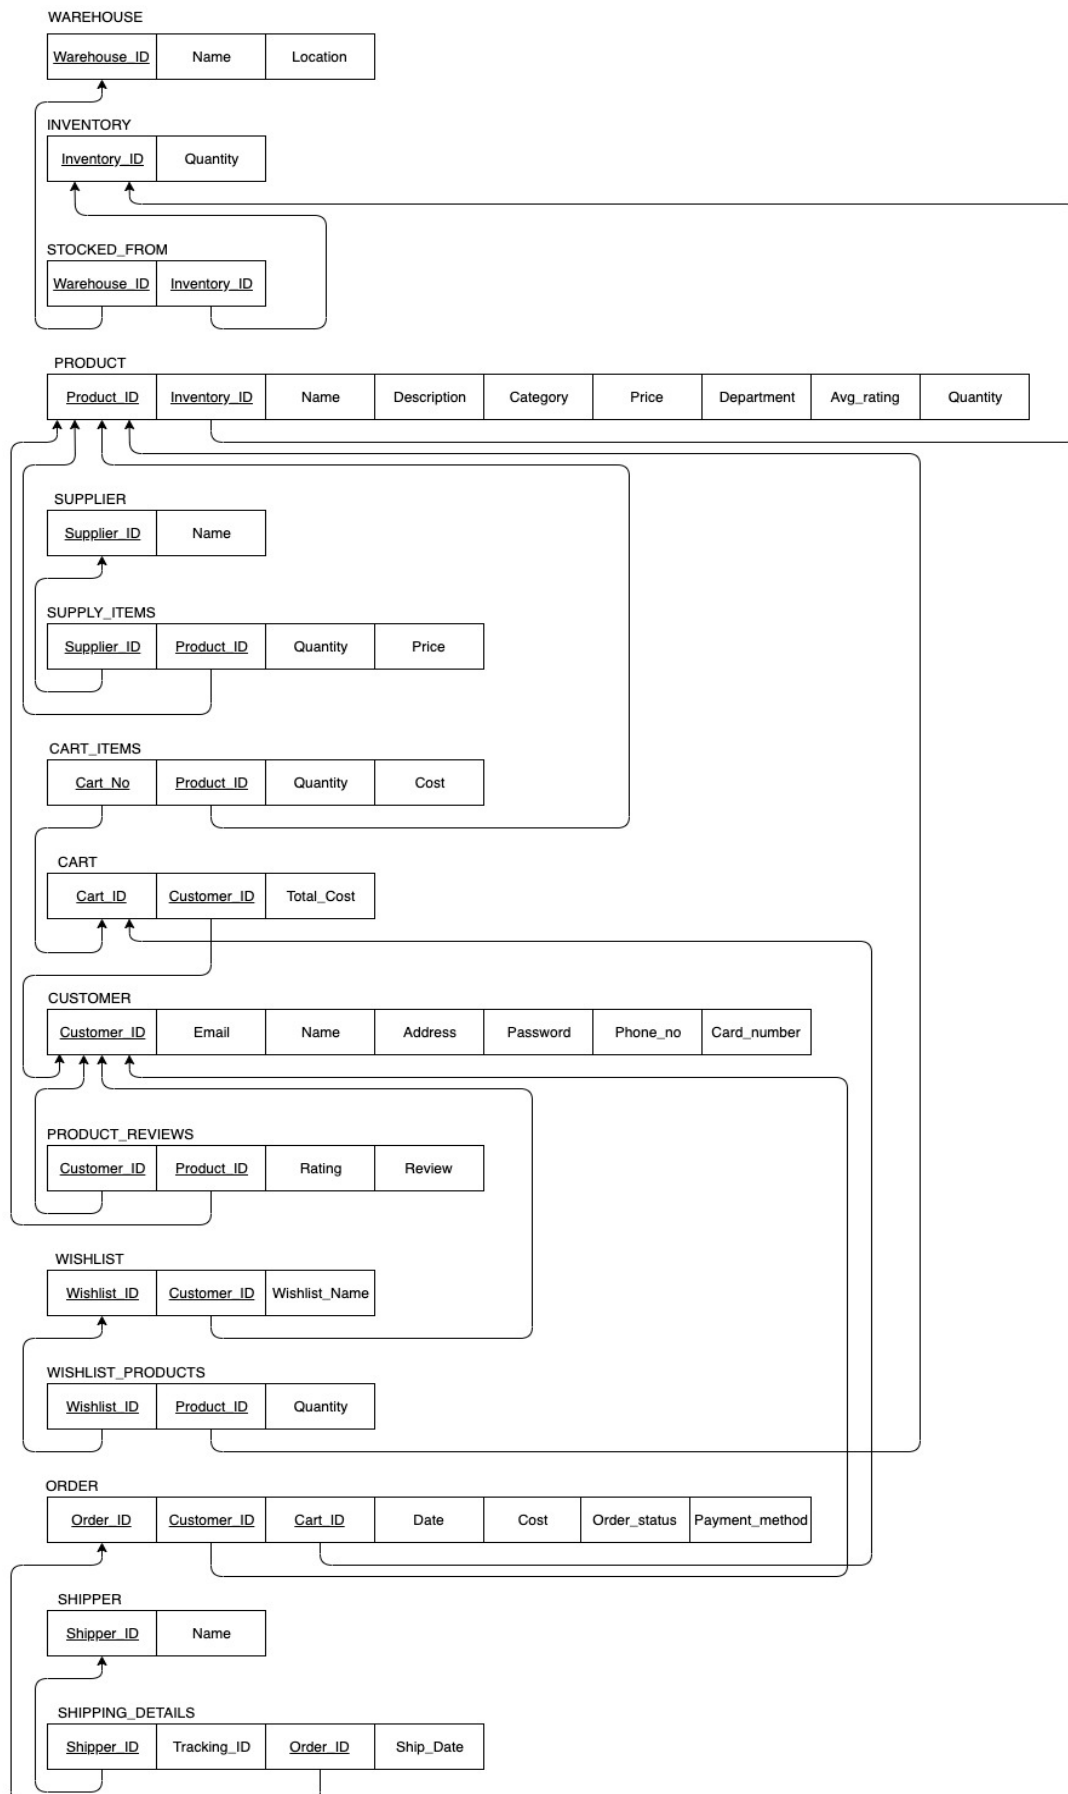 WAREHOUSE
Warehouse_ID Name Location
INVENTORY
Inventory_ID Quantity
STOCKED_FROM
Warehouse_ID Inventory_ID
PRODUCT
Product_ID Inventory_ID Name Description Category Price Department Avg_rating Quantity
SUPPLIER
Supplier_ID Name
SUPPLY_ITEMS
Supplier_ID Product_ID Quantity Price
CART_ITEMS
Cart_No Product_ID Quantity Cost
CART
Cart_ID Customer_ID Total_Cost
CUSTOMER
Customer_ID Email Name Address Password Phone_no Card_number
PRODUCT_REVIEWS
Customer_ID Product_ID Rating Review
WISHLIST
Wishlist_ID Customer_ID Wishlist_Name
WISHLIST_PRODUCTS
Wishlist_ID Product_ID Quantity
ORDER
Order_ID Customer_ID Cart_ID Date Cost Order_status Payment_method
SHIPPER
Shipper_ID Name
SHIPPING_DETAILS
Shipper_ID Tracking_ID Order_ID Ship_Date